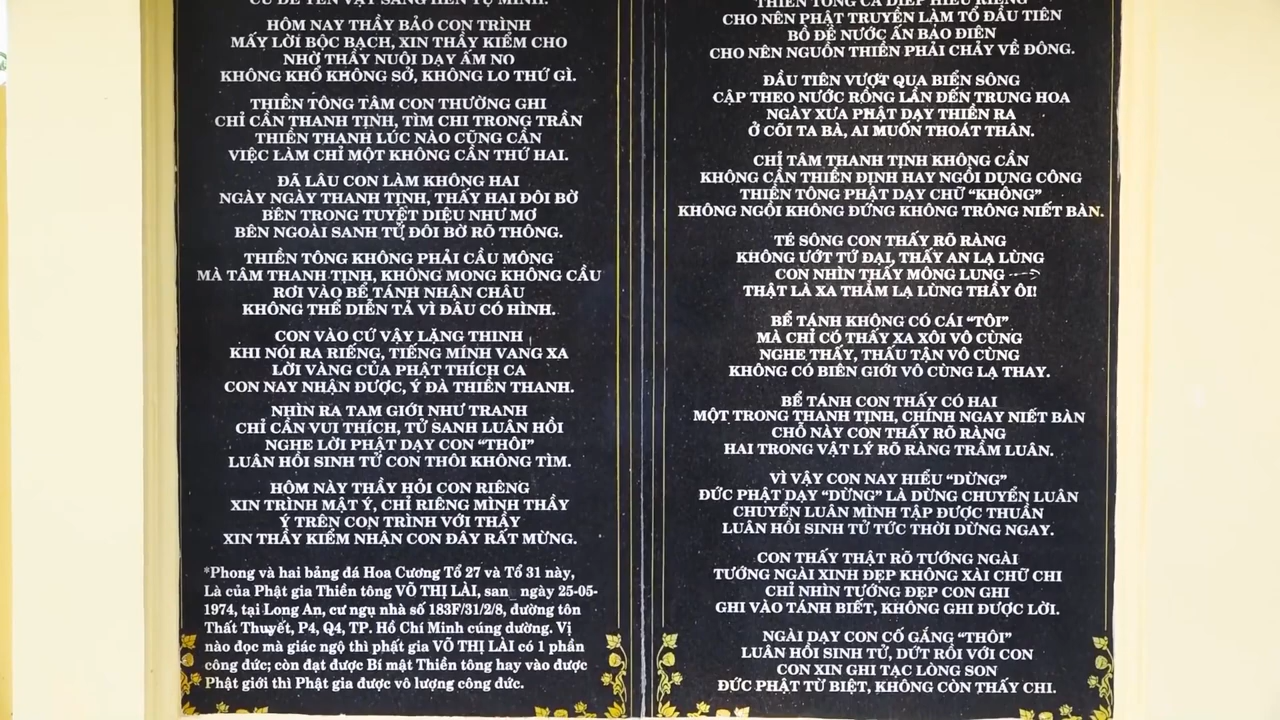 HÔM NAY THẦY BẢO CON TRÌNH
MẤY LỜI BỘC BẠCH, XIN THẦY KIỂM CHO
NHỜ THẦY NUÔI DẠY ẤM NO
KHÔNG KHỔ KHÔNG SỞ, KHÔNG LO THỨ GÌ.
THIỀN TÔNG TÂM CON THƯỜNG GHI
CHỈ CẦN THANH TỊNH, TÌM CHI TRONG TRẦN
THIỀN THANH LÚC NÀO CŨNG CẦN
VIỆC LÀM CHỈ MỘT KHÔNG CẦN THỨ HAI.
ĐÃ LÂU CON LÀM KHÔNG HAI
NGÀY NGÀY THANH TỊNH, THẤY HAI ĐÔI BỜ
BÊN TRONG TUYỆT DIỆU NHƯ MƠ
BÊN NGOÀI SANH TỬ ĐÔI BỜ RÕ THÔNG.
THIỀN TÔNG KHÔNG PHẢI CẦU MÔNG
MÀ TÂM THANH TỊNH, KHÔNG MONG KHÔNG CẦU
RƠI VÀO BỂ TÁNH NHẬN CHÂU
KHÔNG THỂ DIỄN TẢ VÌ ĐÂU CÓ HÌNH.
CON VÀO CỨ VẬY LẶNG THINH
KHI NÓI RA RIẾNG, TIẾNG MÍNH VANG XA
LỜI VÀNG CỦA PHẬT THÍCH CA
CON NAY NHẬN ĐƯỢC, Ý ĐÀ THIỀN THANH.
NHÌN RA TAM GIỚI NHƯ TRANH
CHỈ CẦN VUI THÍCH, TỬ SANH LUÂN HỒI
NGHE LỜI PHẬT DẠY CON “THÔI”
LUÂN HỒI SINH TỬ CON THÔI KHÔNG TÌM.
HÔM NÀY THẦY HỎI CON RIÊNG
XIN TRÌNH MẬT Ý, CHỈ RIÊNG MÌNH THẦY
Ý TRÊN CON TRÌNH VỚI THẦY
XIN THẦY KIỂM NHẬN CON ĐÂY RẤT MỪNG.
*Phong và hai bảng đá Hoa Cương Tổ 27 và Tổ 31 này,
Là của Phật gia Thiền tông VÕ THỊ LÀI, san ngày 25-05-
1974, tại Long An, cư ngụ nhà số 183F/31/2/8, đường tôn
Thất Thuyết, P4, Q4, TP. Hồ Chí Minh cúng dường. Vị
nào đọc mà giác ngộ thì phật gia VÕ THỊ LÀI có 1 phần
công đức; còn đạt được Bí mật Thiền tông hay vào được
Phật giới thì Phật gia được vô lượng công đức.
THIỀN TÔNG CA DIẾP HIỂU RIÊNG
CHO NÊN PHẬT TRUYỀN LÀM TỔ ĐẦU TIÊN
BỒ ĐỀ NƯỚC ẤN BẢO ĐIỆN
CHO NÊN NGUỒN THIỀN PHẢI CHẢY VỀ ĐÔNG.
ĐẦU TIÊN VƯỢT QUA BIỂN SÔNG
CẬP THEO NƯỚC RỒNG LẦN ĐẾN TRUNG HOA
NGÀY XƯA PHẬT DẠY THIỀN RA
Ở CÕI TA BÀ, AI MUỐN THOÁT THÂN.
CHỈ TÂM THANH TỊNH KHÔNG CẦN
KHÔNG CẦN THIỀN ĐỊNH HAY NGỒI DỤNG CÔNG
THIỀN TÔNG PHẬT DẠY CHỮ “KHÔNG”
KHÔNG NGỒI KHÔNG ĐỨNG KHÔNG TRÔNG NIẾT BÀN.
TÉ SÔNG CON THẤY RÕ RÀNG
KHÔNG ƯỚT TỨ ĐẠI, THẤY AN LẠ LÙNG
CON NHÌN THẤY MÔNG LUNG
THẬT LÀ XA THẲM LẠ LÙNG THẦY ÔI!
BỂ TÁNH KHÔNG CÓ CÁI “TÔI”
MÀ CHỈ CÓ THẤY XA XÔI VÔ CÙNG
NGHE THẤY, THẤU TẬN VÔ CÙNG
KHÔNG CÓ BIÊN GIỚI VÔ CÙNG LẠ THAY.
BỂ TÁNH CON THẤY CÓ HAI
MỘT TRONG THANH TỊNH, CHÍNH NGAY NIẾT BÀN
CHỖ NÀY CON THẤY RÕ RÀNG
HAI TRONG VẬT LÝ RÕ RÀNG TRẦM LUÂN.
VÌ VẬY CON NAY HIỂU “DỪNG”
ĐỨC PHẬT DẠY “DỪNG” LÀ DỪNG CHUYỂN LUÂN
CHUYỂN LUÂN MÌNH TẬP ĐƯỢC THUẦN
LUÂN HỒI SINH TỬ TỨC THỜI DỪNG NGAY.
CON THẤY THẬT RÕ TƯỚNG NGÀI
TƯỚNG NGÀI XINH ĐẸP KHÔNG XÀI CHỮ CHI
CHỈ NHÌN TƯỚNG ĐẸP CON GHI
GHI VÀO TÁNH BIẾT, KHÔNG GHI ĐƯỢC LỜI.
NGÀI DẠY CON CỐ GẮNG “THÔI”
LUÂN HỒI SINH TỬ, DỨT RỒI VỚI CON
CON XIN GHI TẠC LÒNG SON
ĐỨC PHẬT TỪ BIỆT, KHÔNG CÒN THẤY CHI.